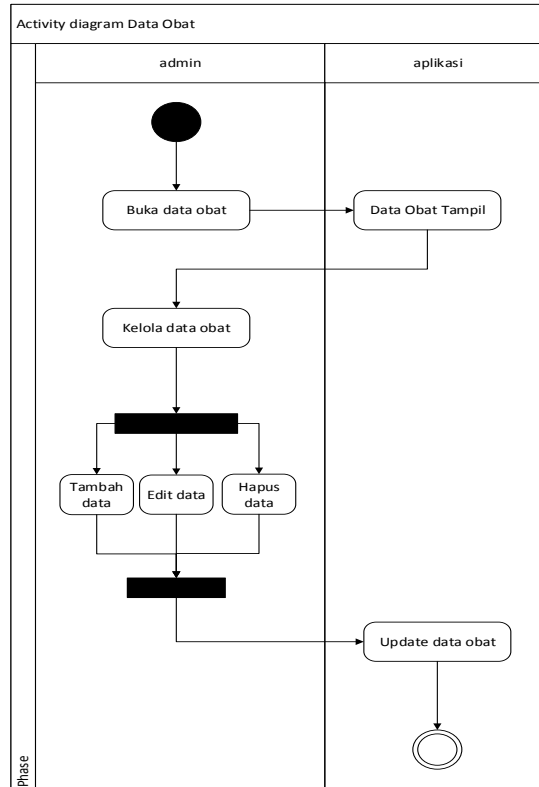 Activity diagram Data Obat
admin
aplikasi
Buka data obat
Data Obat Tampil
Kelola data obat
Tambah
data
Edit data
Hapus
data
Update data obat
Phase